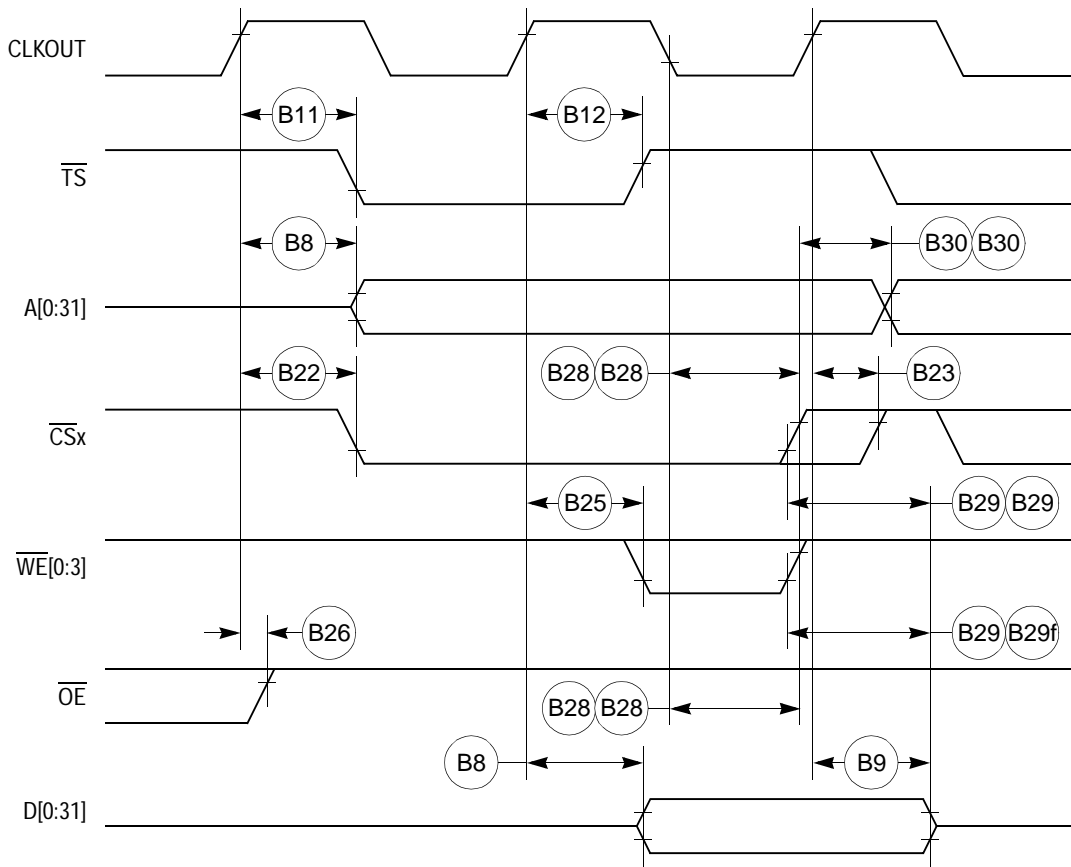 CLKOUT
B11 B12
TS
B8 B30 B30
A[0:31]
B22 B28 B28 B23
CSx
B25 B29 B29
WE[0:3]
B26 B29 B29f
OE
B28 B28
B8 B9
D[0:31]